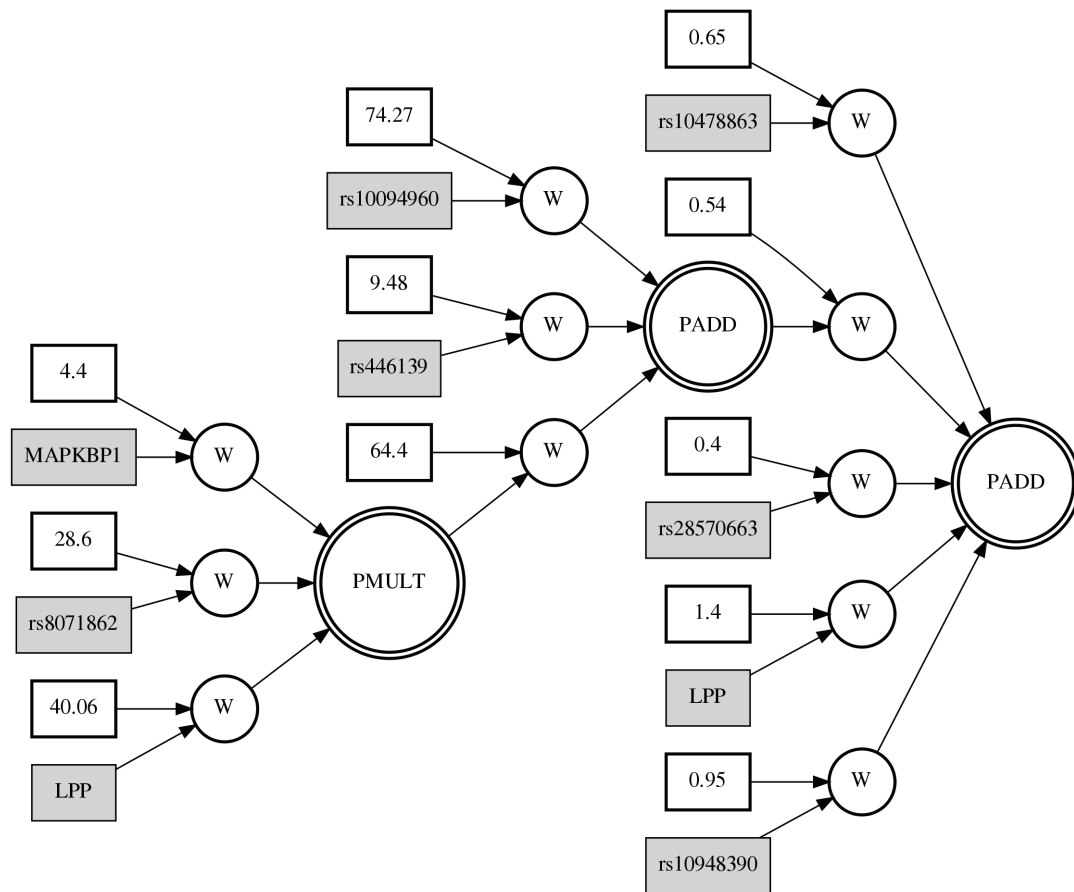 0.65
rs10478863
W
74.27
rs10094960
W
0.54
9.48
rs446139
W
PADD
W
4.4
MAPKBP1
W
64.4
W
0.4
rs28570663
W
PADD
28.6
rs8071862
W
PMULT
1.4
LPP
W
40.06
LPP
W
0.95
rs10948390
W